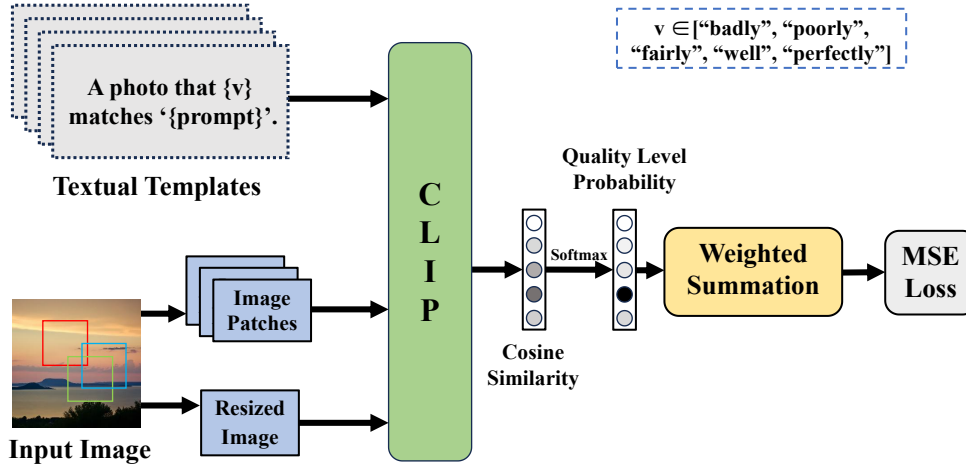 v ∈[“badly”, “poorly”,
“fairly”, “well”, “perfectly”]
A photo that {v}
matches ‘{prompt}’.
Textual Templates
C
L
I
P
Quality Level
Probability
Softmax
Weighted
Summation
MSE
Loss
Image
Patches
Cosine
Similarity
Resized
Image
Input Image